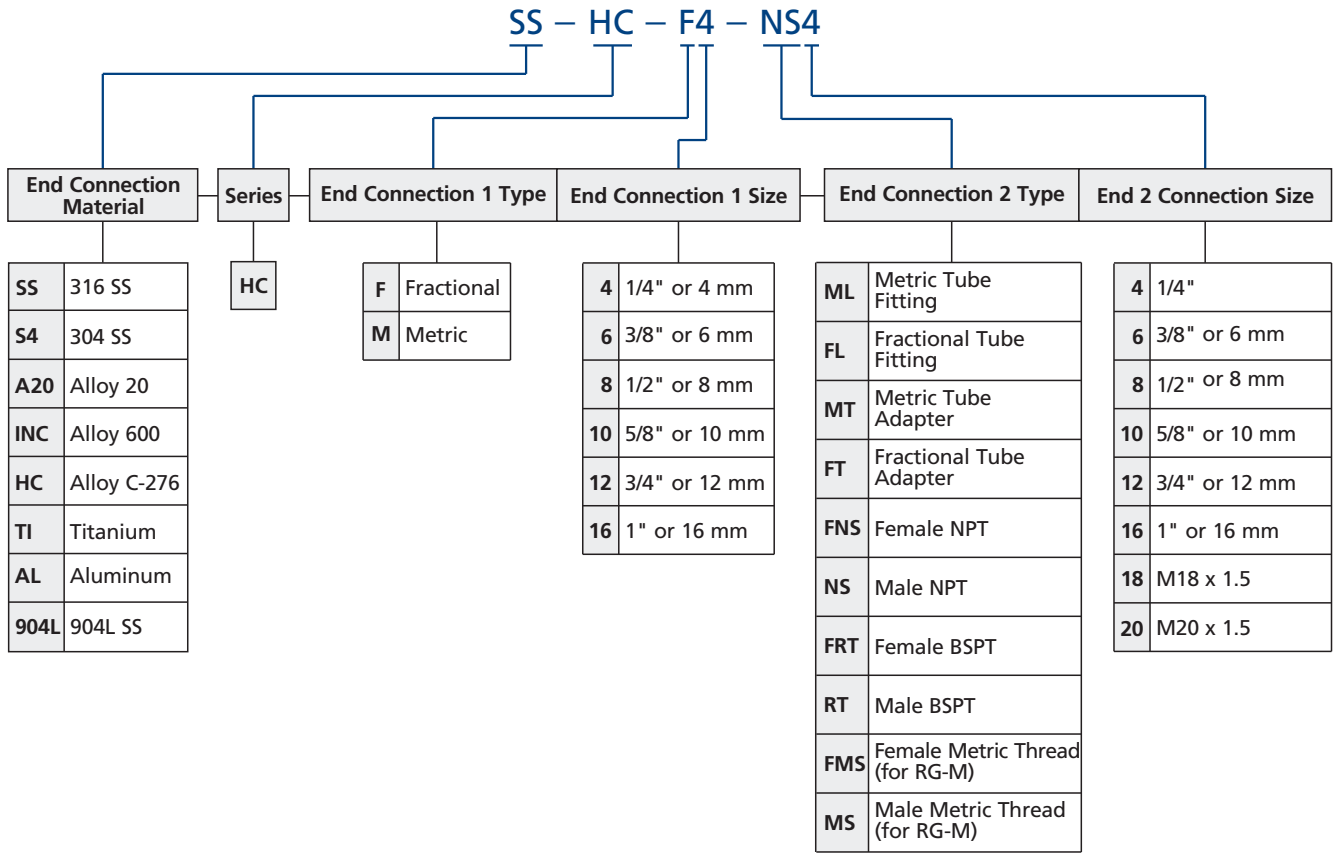 SS – HC – F4 – NS4
End Connection
Material
Series
End Connection 1 Type
End Connection 1 Size
End Connection 2 Type
End 2 Connection Size
SS 316 SS
S4 304 SS
A20 Alloy 20
INC Alloy 600
HC Alloy C-276
TI Titanium
AL Aluminum
904L 904L SS
HC
F Fractional
M Metric
4 1/4" or 4 mm
6 3/8" or 6 mm
8 1/2" or 8 mm
10 5/8" or 10 mm
12 3/4" or 12 mm
16 1" or 16 mm
ML Metric Tube
Fitting
FL Fractional Tube
Fitting
MT Metric Tube
Adapter
FT Fractional Tube
Adapter
FNS Female NPT
NS Male NPT
FRT Female BSPT
RT Male BSPT
FMS Female Metric Thread
(for RG-M)
MS Male Metric Thread
(for RG-M)
4 1/4"
6 3/8" or 6 mm
8 1/2" or 8 mm
10 5/8" or 10 mm
12 3/4" or 12 mm
16 1" or 16 mm
18 M18 x 1.5
20 M20 x 1.5